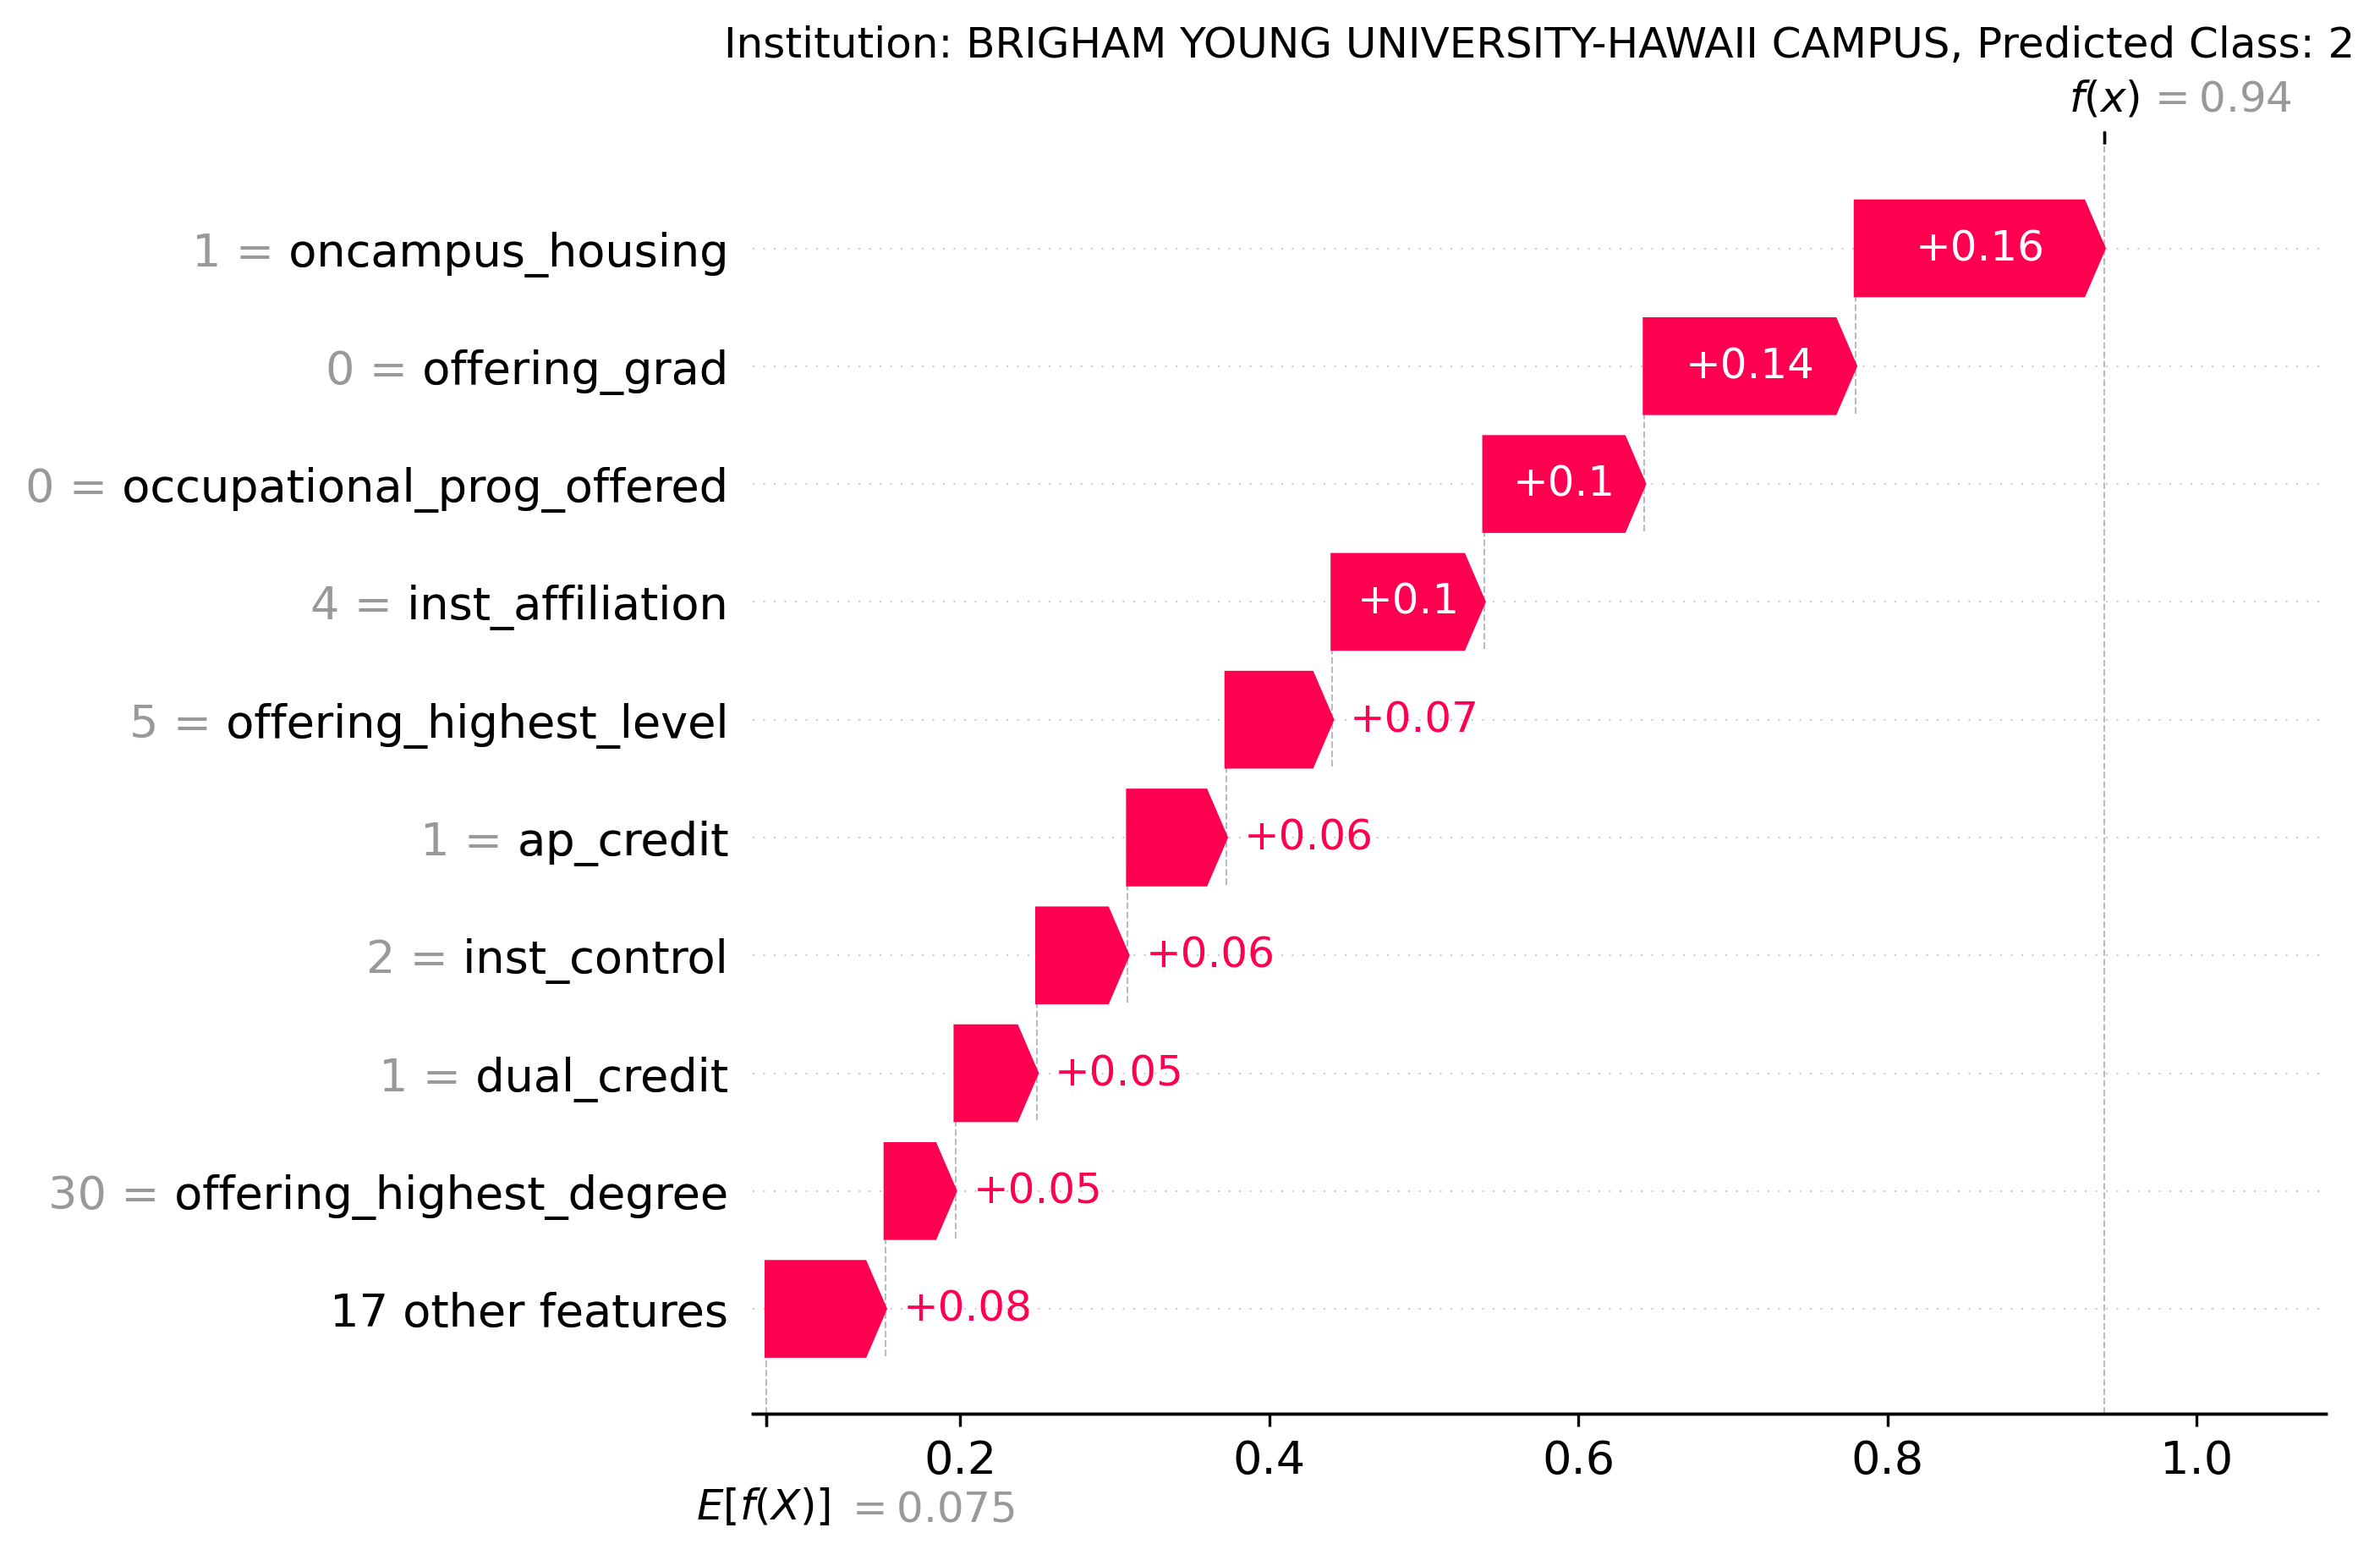 Institution: BRIGHAM YOUNG UNIVERSITY-HAWAII CAMPUS, Predicted Class: 2
f(x) = 0.94
1 = oncampus_housing +0.16
0 = offering_grad +0.14
0 = occupational_prog_offered +0.1
4 = inst_affiliation +0.1
5 = offering_highest_level +0.07
1 = ap_credit +0.06
2 = inst_control +0.06
1 = dual_credit +0.05
30 = offering_highest_degree +0.05
17 other features +0.08
0.2 0.4 0.6 0.8 1.0
E[f(X)] = 0.075